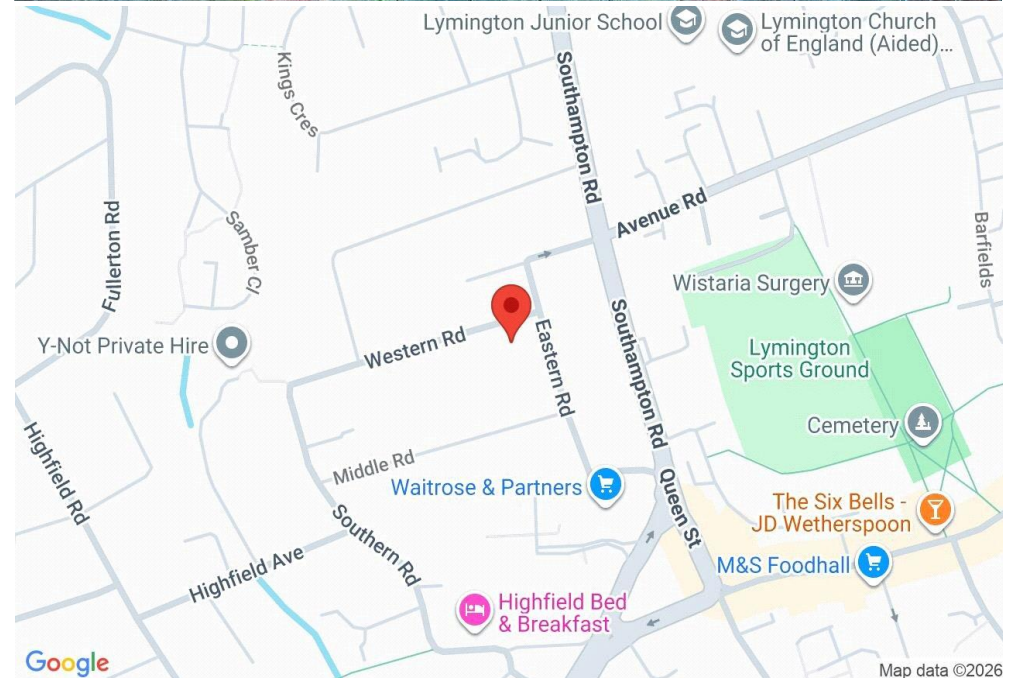 Lymington Junior School
Lymington Church
of England (Aided)...
Kings Cres
Southampton Rd
Avenue Rd
Barfields
Fullerton Rd
Samber Cl
Wistaria Surgery
Y-Not Private Hire
Western Rd
Eastern Rd
Southampton Rd
Lymington
Sports Ground
Cemetery
Highfield Rd
Middle Rd
Waitrose & Partners
Queen St
The Six Bells -
JD Wetherspoon
Southern Rd
M&S Foodhall
Highfield Ave
Highfield Bed
& Breakfast
Google
Map data ©2026